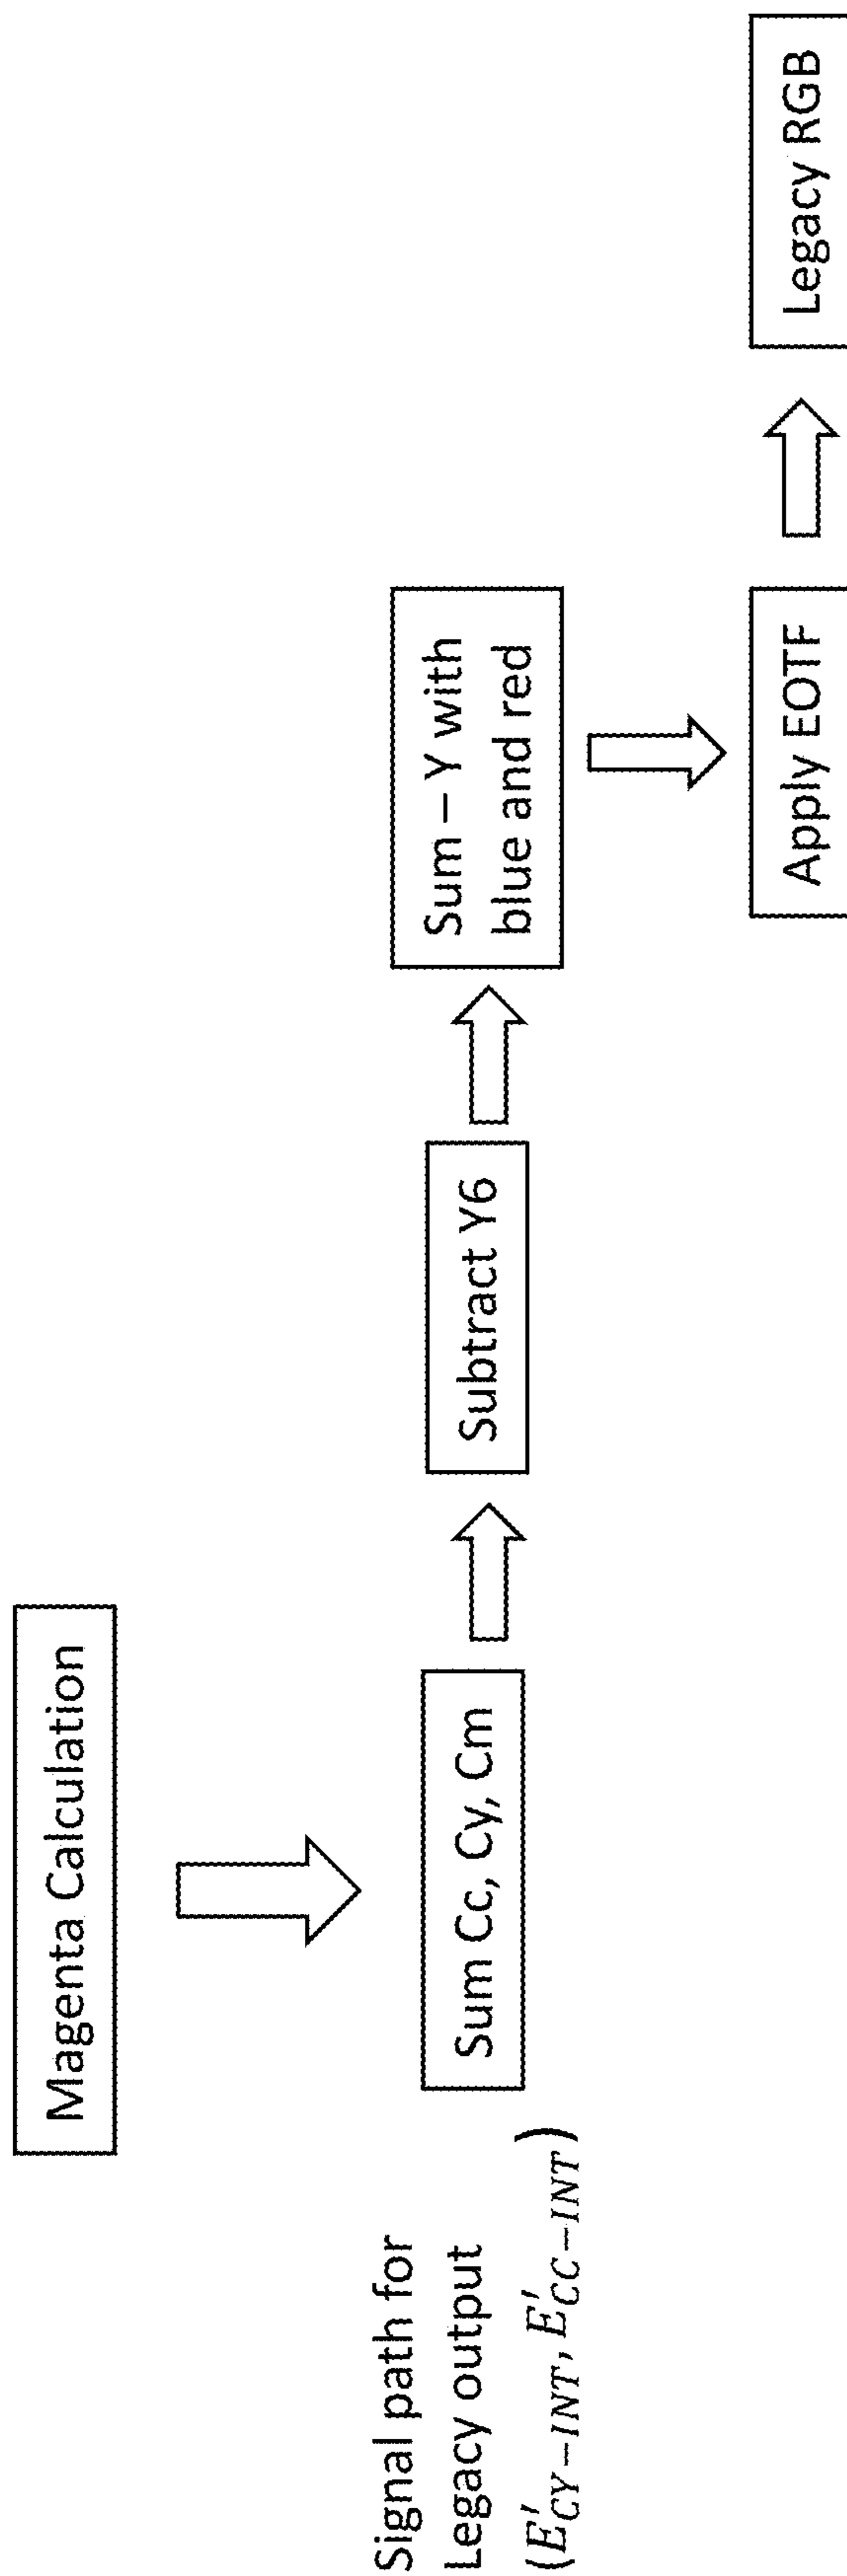 Magenta Calculation
Signal path for
Legacy output
(E′CY−INT, E′CC−INT)
Sum Cc, Cy, Cm
Subtract Y6
Sum – Y with
blue and red
Apply EOTF
Legacy RGB